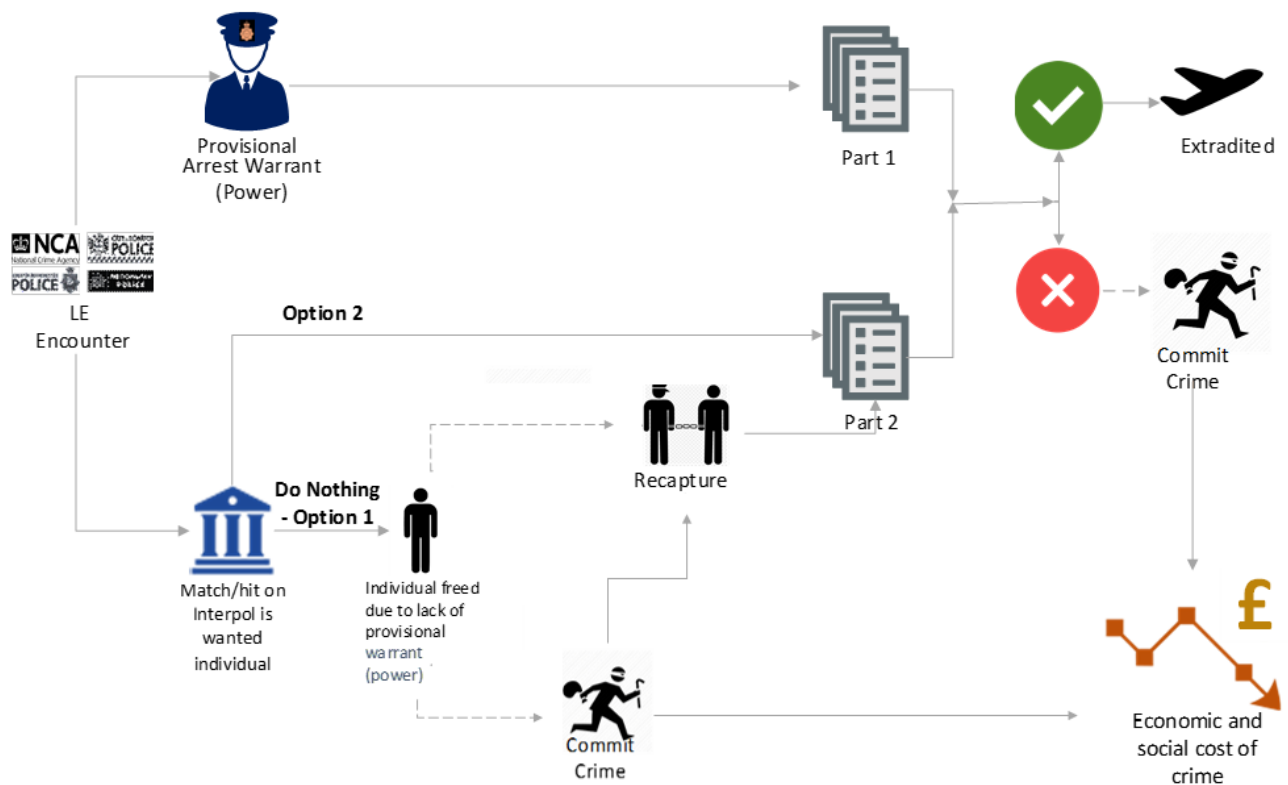 Provisional
Arrest Warrant
(Power)
Part 1
Extradited
NCA
National Crime Agency
POLICE
POLICE
POLICE
LE
Encounter
Option 2
Commit
Crime
Part 2
Recapture
Do Nothing
- Option 1
Match/hit on
Interpol is
wanted
individual
Individual freed
due to lack of
provisional
warrant
(power)
Commit
Crime
£
Economic and
social cost of
crime